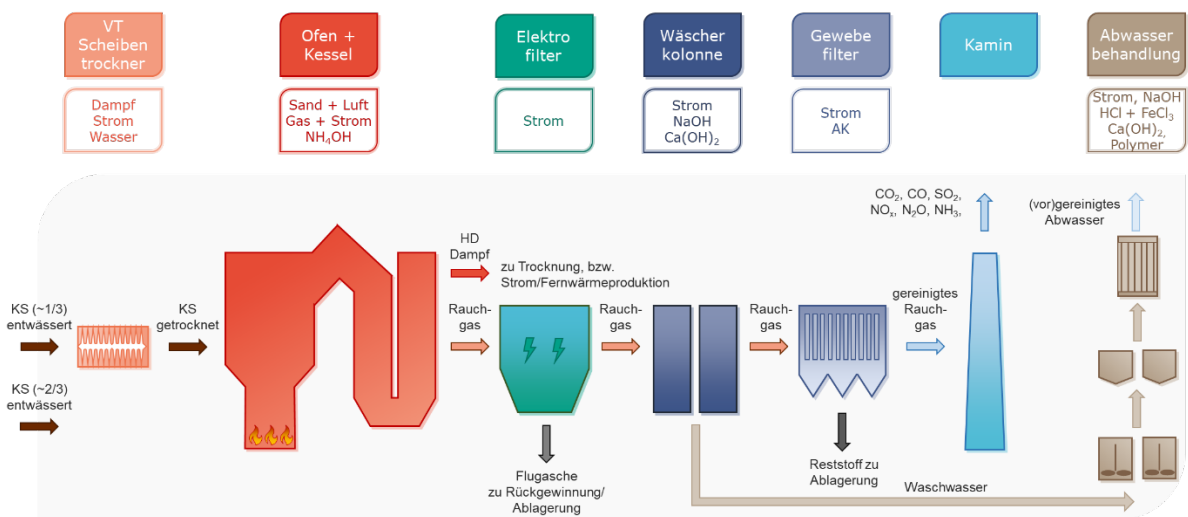 VT
Scheiben
trockner
Ofen +
Kessel
Elektro
filter
Wäscher
kolonne
Gewebe
filter
Kamin
Abwasser
behandlung
Dampf
Strom
Wasser
Sand + Luft
Gas + Strom
NH₄OH
Strom
Strom
NaOH
Ca(OH)₂
Strom
AK
Strom, NaOH
HCl + FeCl₃
Ca(OH)₂,
Polymer
CO₂, CO, SO₂,
NOₓ, N₂O, NH₃,
(vor)gereinigtes
Abwasser
HD
Dampf
zu Trocknung, bzw.
Strom/Fernwärmeproduktion
KS (~1/3)
entwässert
KS
getrocknet
Rauch-
gas
Rauch-
gas
Rauch-
gas
gereinigtes
Rauch-
gas
KS (~2/3)
entwässert
Flugasche
zu Rückgewinnung/
Ablagerung
Reststoff zu
Ablagerung
Waschwasser